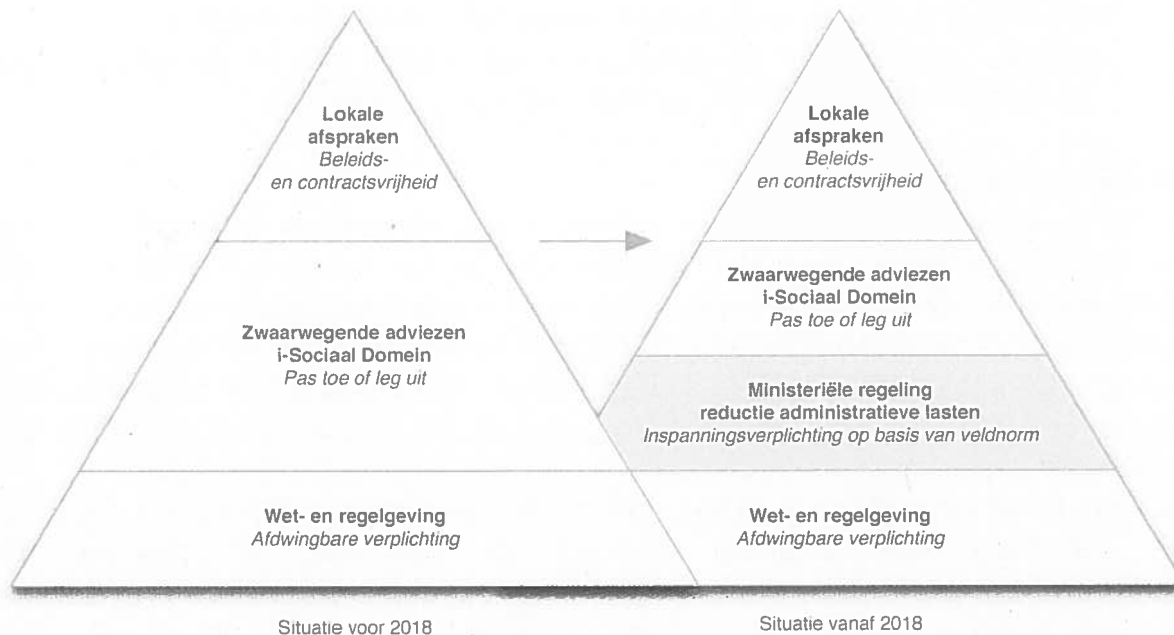 Lokale
afspraken
Beleids-
en contractsvrijheid
Zwaarwegende adviezen
i-Sociaal Domein
Pas toe of leg uit
Wet- en regelgeving
Afdwingbare verplichting
Situatie voor 2018
Lokale
afspraken
Beleids-
en contractsvrijheid
Zwaarwegende adviezen
i-Sociaal Domein
Pas toe of leg uit
Ministeriële regeling
reductie administratieve lasten
Inspanningsverplichting op basis van veldnorm
Wet- en regelgeving
Afdwingbare verplichting
Situatie vanaf 2018